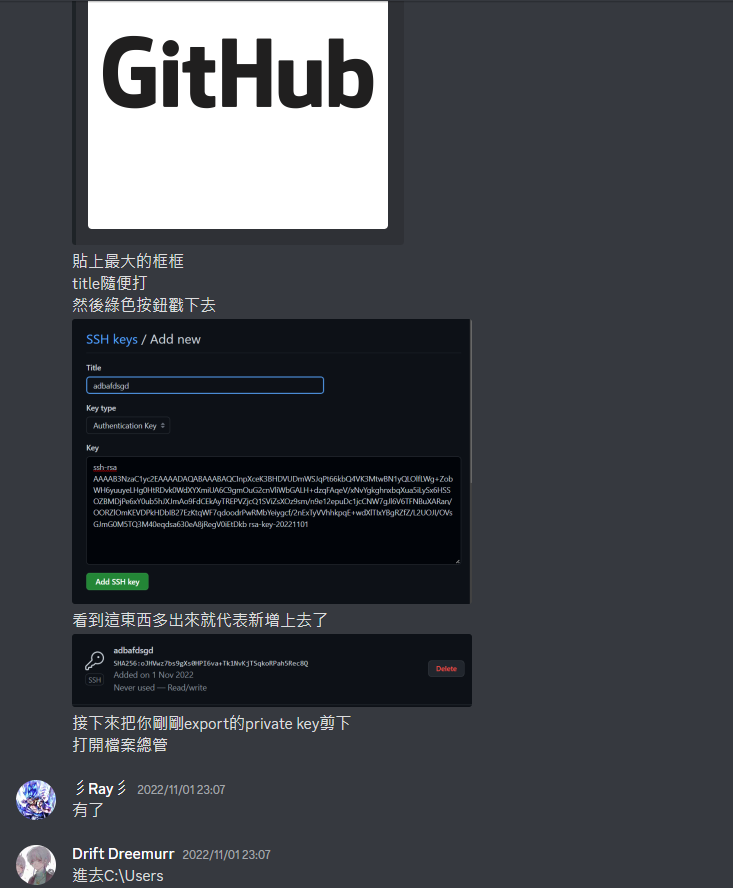 GitHub
貼上最大的框框
title隨便打
然後綠色按鈕戳下去
SSH keys / Add new
Title
adbafdsgd
Key type
Authentication Key
Key
ssh-rsa
Add SSH key
看到這東西多出來就代表新增上去了
adbafdsgd
SSH
Added on 1 Nov 2022
Never used — Read/write
Delete
接下來把你剛剛export的private key剪下
打開檔案總管
彡Ray彡 2022/11/01 23:07
有了
Drift Dreemurr 2022/11/01 23:07
進去C:\Users